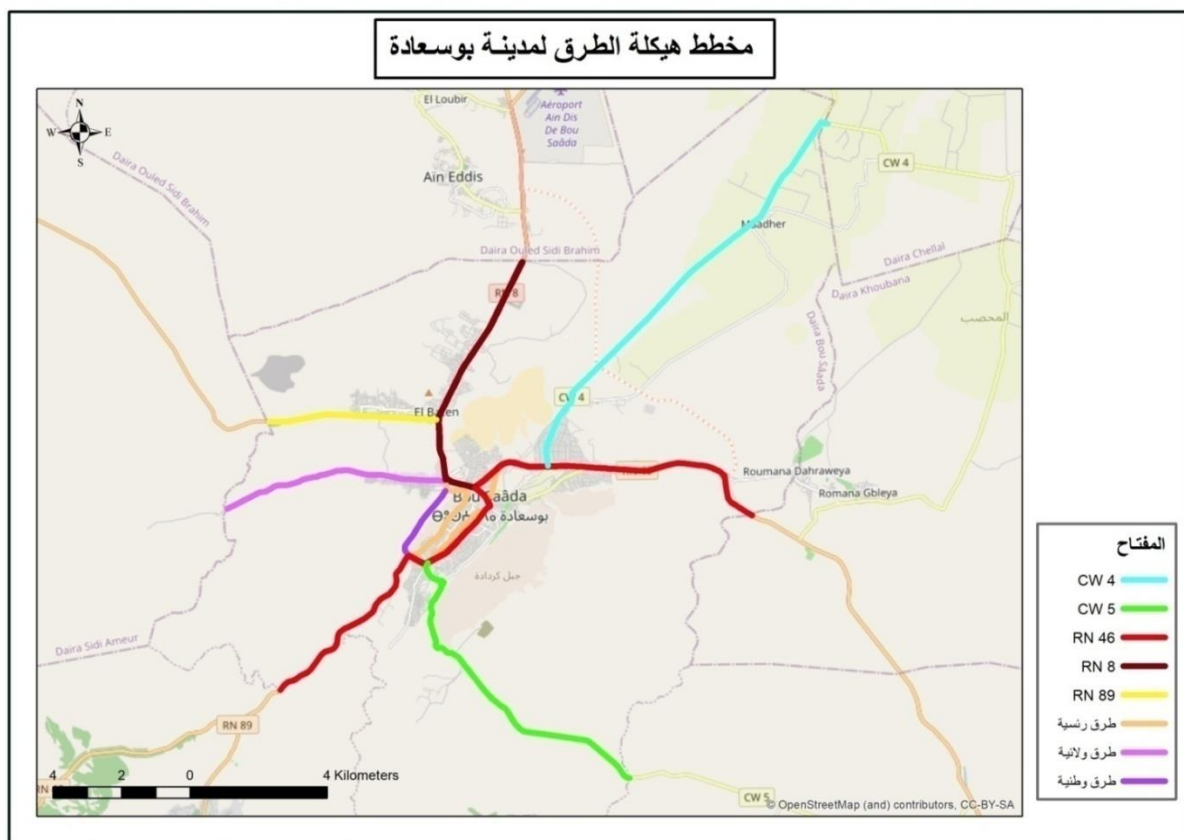 مخطط هيكلة الطرق لمدينة بوسعادة
N
W
E
S
El Loubir
Aéroport
Ain Dis
De Bou
Saâda
Ain Eddis
Daira Ouled Sidi Brahim
Daira Ouled Sidi Brahim
CW 4
Maadher
Daira Chellal
Daira Khoubana
المحصب
Daira Bou Saâda
RN 8
CW 4
El Baten
RN 46
Roumana Dahraweya
Romana Gbleya
Bou Saâda
بوسعادة
جبل كردادة
Daira Sidi Ameur
RN 89
CW 5
4 2 0 4 Kilometers
© OpenStreetMap (and) contributors, CC-BY-SA
المفتاح
CW 4
CW 5
RN 46
RN 8
RN 89
طرق رئسية
طرق ولائية
طرق وطنية